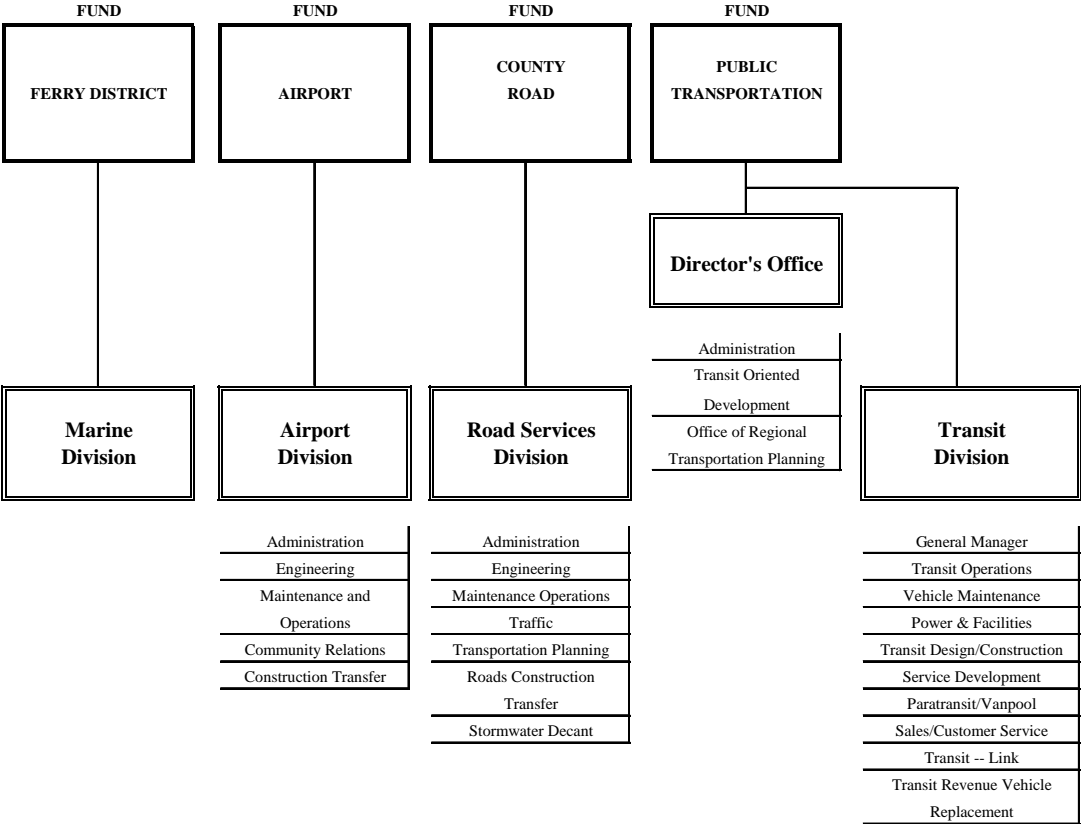 FUND
FERRY DISTRICT
FUND
AIRPORT
FUND
COUNTY
ROAD
FUND
PUBLIC
TRANSPORTATION
Director's Office
Administration
Transit Oriented
Development
Office of Regional
Transportation Planning
Marine
Division
Airport
Division
Administration
Engineering
Maintenance and
Operations
Community Relations
Construction Transfer
Road Services
Division
Administration
Engineering
Maintenance Operations
Traffic
Transportation Planning
Roads Construction
Transfer
Stormwater Decant
Transit
Division
General Manager
Transit Operations
Vehicle Maintenance
Power & Facilities
Transit Design/Construction
Service Development
Paratransit/Vanpool
Sales/Customer Service
Transit -- Link
Transit Revenue Vehicle
Replacement